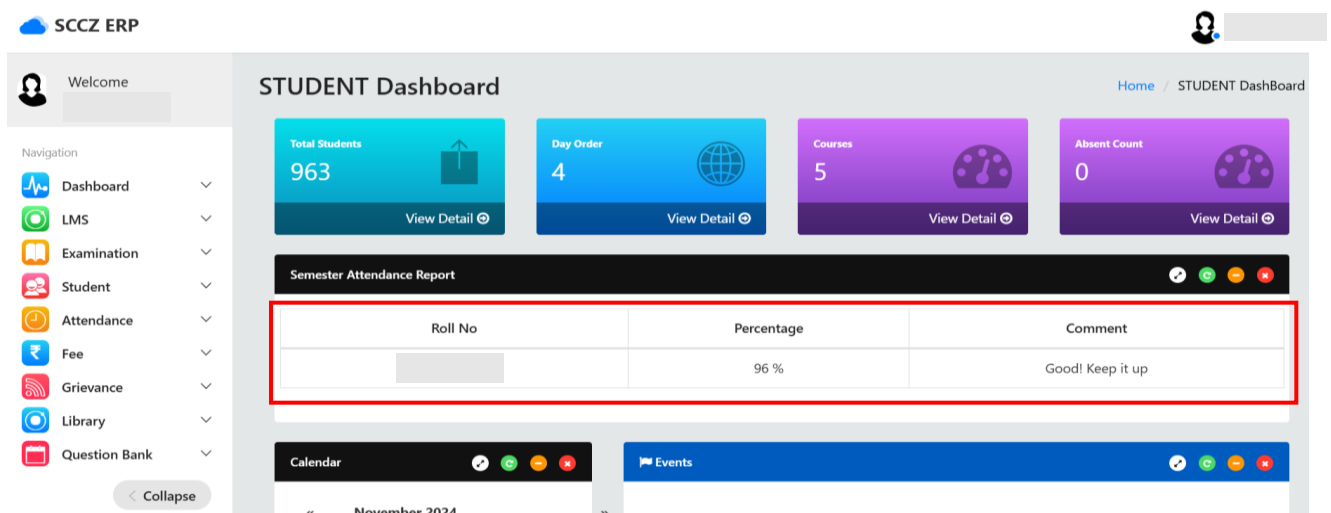 SCCZ ERP
Welcome
STUDENT Dashboard
Home / STUDENT DashBoard
Navigation
Dashboard
LMS
Examination
Student
Attendance
Fee
Grievance
Library
Question Bank
< Collapse
Total Students
963
View Detail
Day Order
4
View Detail
Courses
5
View Detail
Absent Count
0
View Detail
Semester Attendance Report
Roll No Percentage Comment
96 % Good! Keep it up
Calendar
« November 2024 »
Events